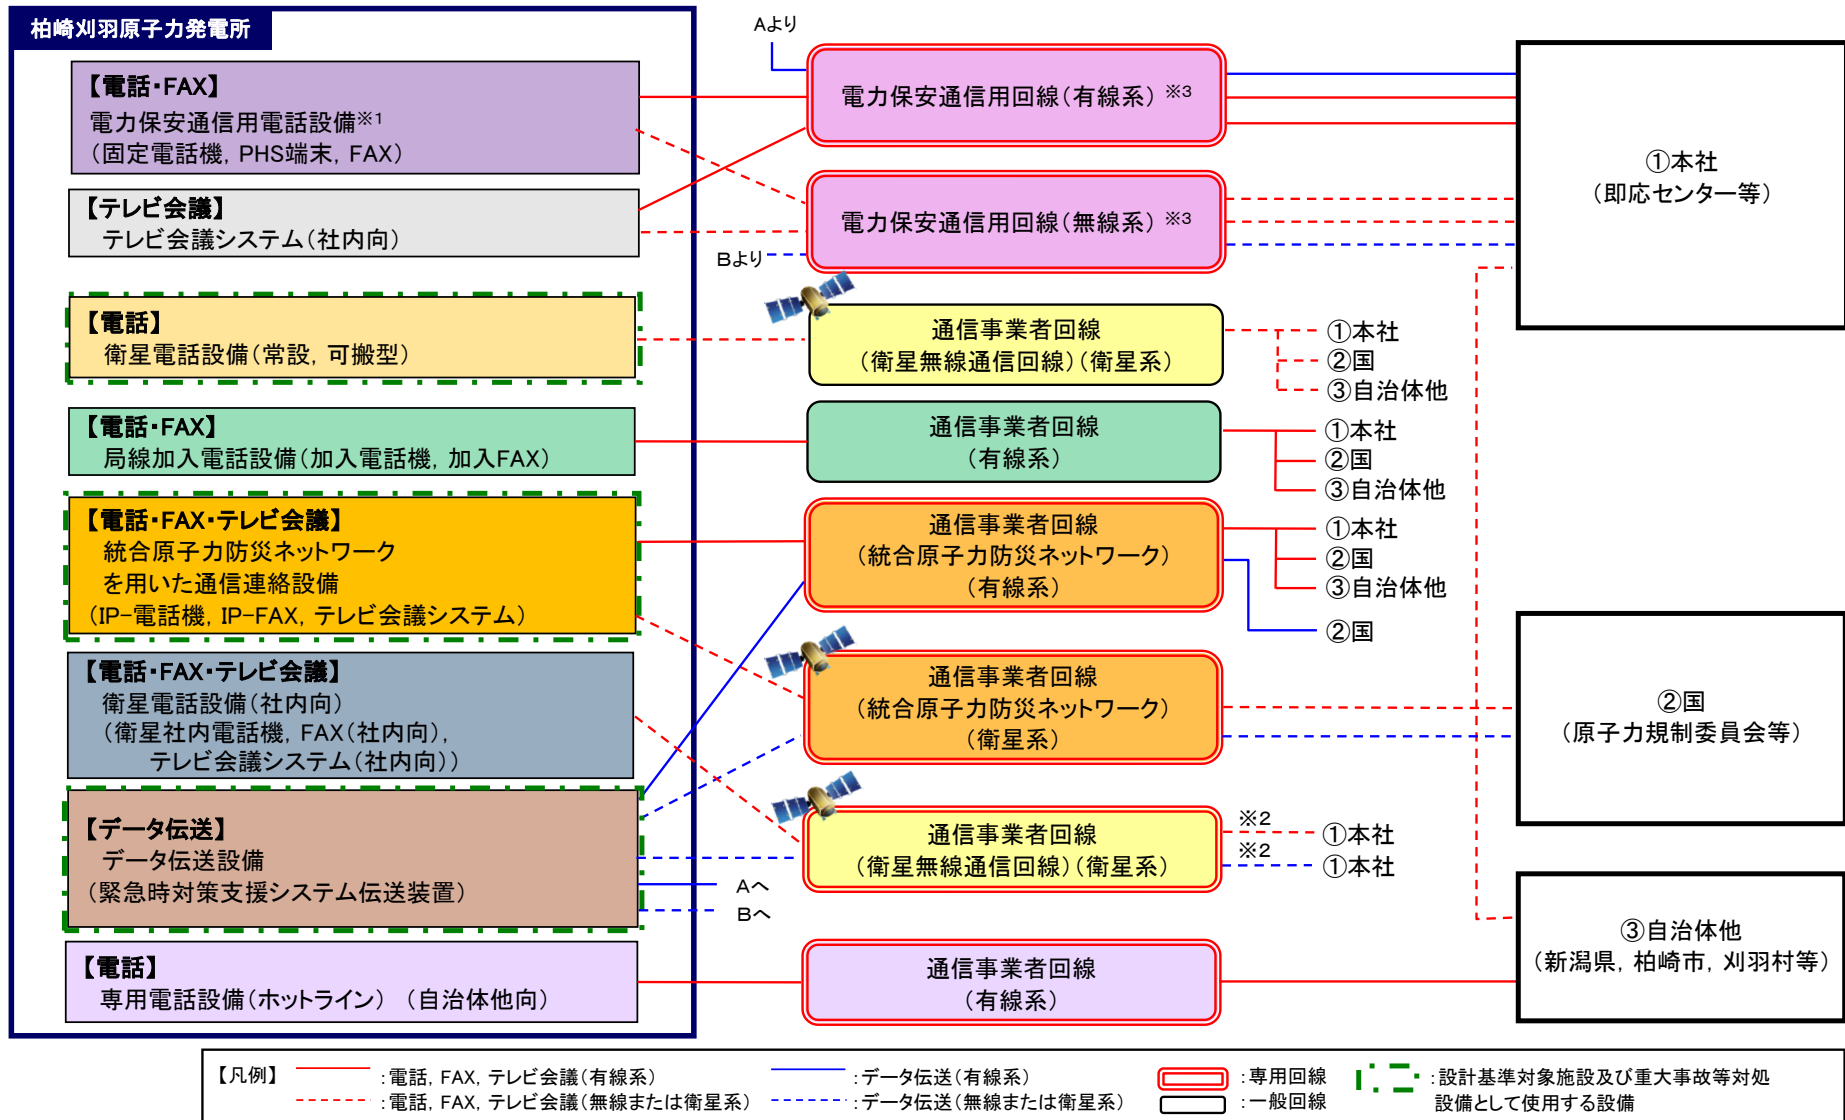 柏崎刈羽原子力発電所
【電話・FAX】
電力保安通信用電話設備※1
（固定電話機, PHS端末, FAX）
【テレビ会議】
テレビ会議システム（社内向）
【電話】
衛星電話設備（常設, 可搬型）
【電話・FAX】
局線加入電話設備（加入電話機, 加入FAX）
【電話・FAX・テレビ会議】
統合原子力防災ネットワーク
を用いた通信連絡設備
（IP-電話機, IP-FAX, テレビ会議システム）
【電話・FAX・テレビ会議】
衛星電話設備（社内向）
（衛星社内電話機, FAX（社内向）,
テレビ会議システム（社内向））
【データ伝送】
データ伝送設備
（緊急時対策支援システム伝送装置）
【電話】
専用電話設備（ホットライン）（自治体他向）
Aより
Bより
Aへ
Bへ
電力保安通信用回線（有線系）※3
電力保安通信用回線（無線系）※3
通信事業者回線
（衛星無線通信回線）（衛星系）
①本社
②国
③自治体他
通信事業者回線
（有線系）
①本社
②国
③自治体他
通信事業者回線
（統合原子力防災ネットワーク）
（有線系）
①本社
②国
③自治体他
②国
通信事業者回線
（統合原子力防災ネットワーク）
（衛星系）
通信事業者回線
（衛星無線通信回線）（衛星系）
※2
①本社
※2
①本社
通信事業者回線
（有線系）
①本社
（即応センター等）
②国
（原子力規制委員会等）
③自治体他
（新潟県, 柏崎市, 刈羽村等）
【凡例】
：電話, FAX, テレビ会議（有線系）
：電話, FAX, テレビ会議（無線または衛星系）
：データ伝送（有線系）
：データ伝送（無線または衛星系）
：専用回線
：一般回線
：設計基準対象施設及び重大事故等対処
設備として使用する設備